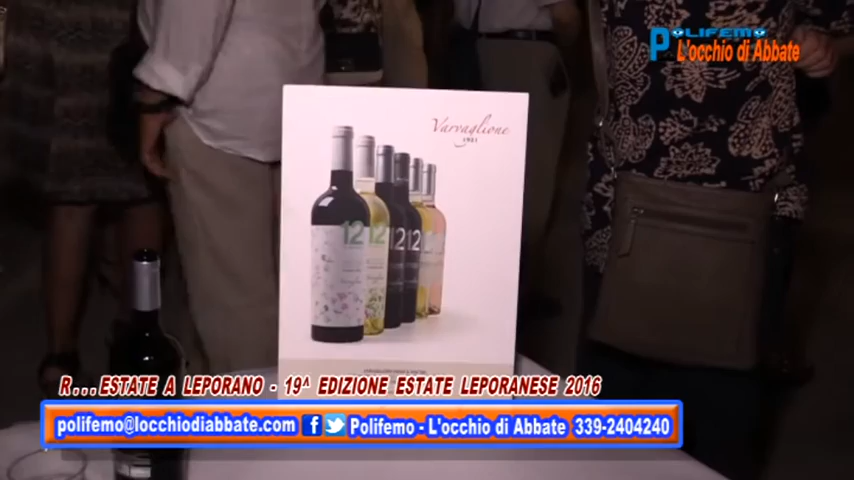 POLIFEMO
L'occhio di Abbate
Varvaglione
1921
12 12 12 12
R...ESTATE A LEPORANO - 19^ EDIZIONE ESTATE LEPORANESE 2016
polifemo@locchiodiabbate.com Polifemo - L'occhio di Abbate 339-2404240